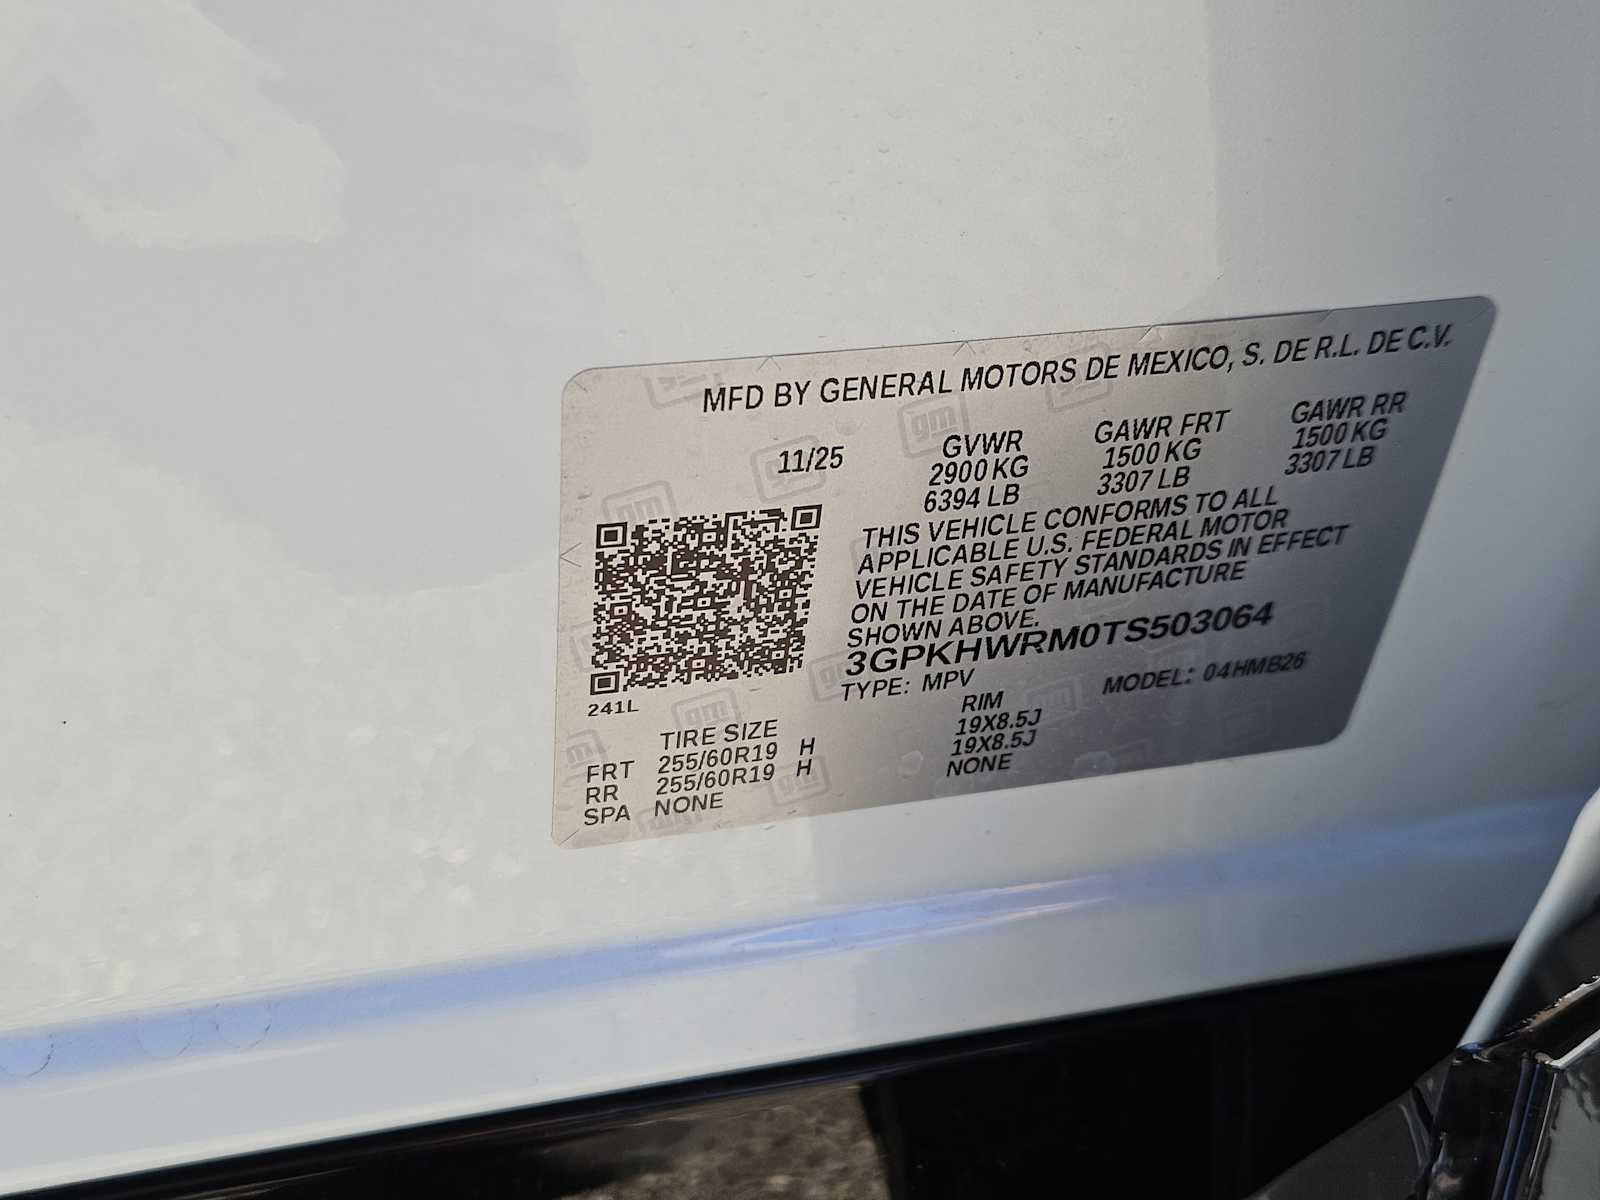 MFD BY GENERAL MOTORS DE MEXICO, S. DE R.L. DE C.V.
11/25 GVWR GAWR FRT GAWR RR
2900 KG 1500 KG 1500 KG
6394 LB 3307 LB 3307 LB
THIS VEHICLE CONFORMS TO ALL
APPLICABLE U.S. FEDERAL MOTOR
VEHICLE SAFETY STANDARDS IN EFFECT
ON THE DATE OF MANUFACTURE
SHOWN ABOVE.
3GPKHWRM0TS503064
TYPE: MPV MODEL: 04HMB26
241L
TIRE SIZE RIM
FRT 255/60R19 H 19X8.5J
RR 255/60R19 H 19X8.5J
SPA NONE NONE
gm